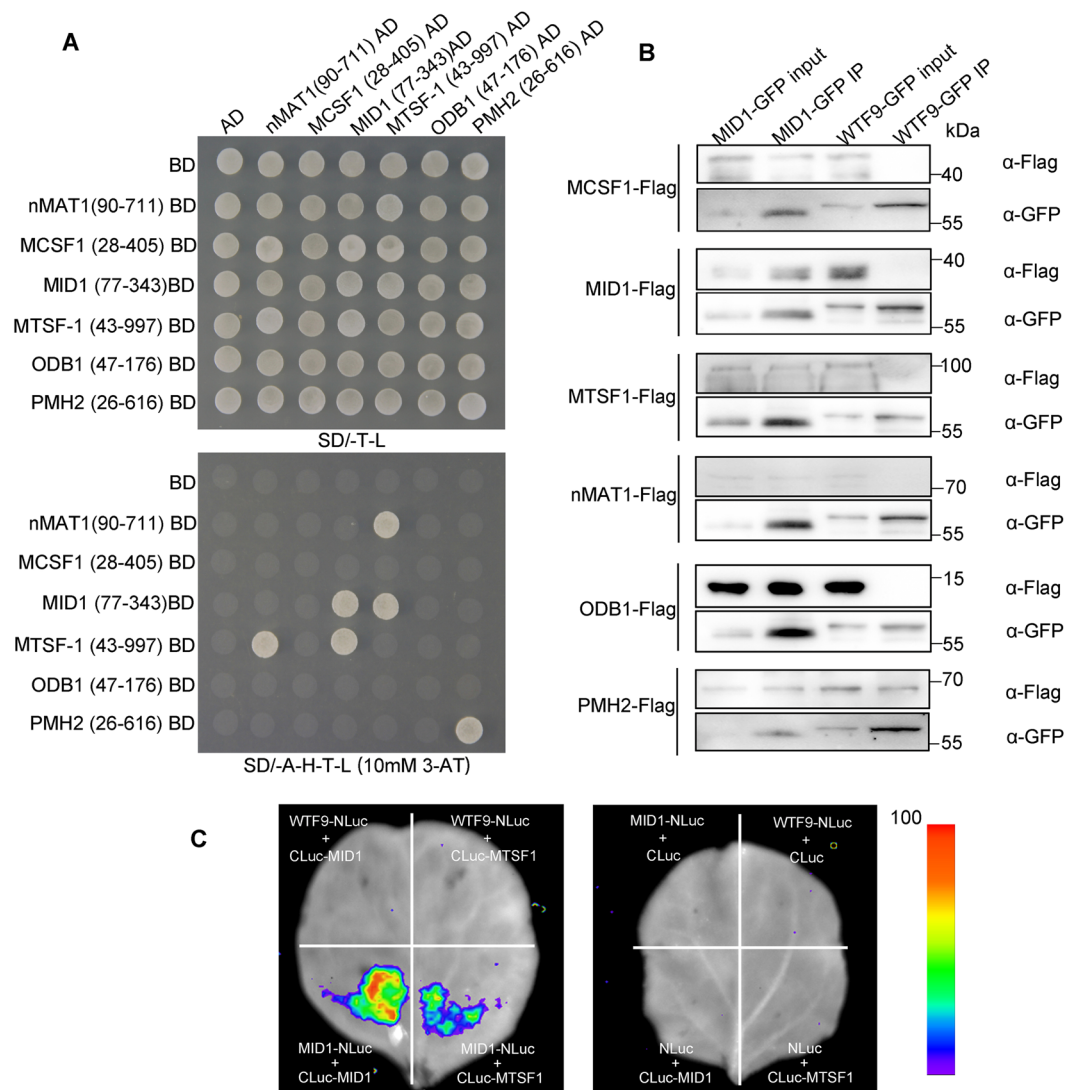 A
AD
nMAT1(90-711) AD
MCSF1 (28-405) AD
MID1 (77-343)AD
MTSF-1 (43-997) AD
ODB1 (47-176) AD
PMH2 (26-616) AD
BD
nMAT1(90-711) BD
MCSF1 (28-405) BD
MID1 (77-343)BD
MTSF-1 (43-997) BD
ODB1 (47-176) BD
PMH2 (26-616) BD
SD/-T-L
BD
nMAT1(90-711) BD
MCSF1 (28-405) BD
MID1 (77-343)BD
MTSF-1 (43-997) BD
ODB1 (47-176) BD
PMH2 (26-616) BD
SD/-A-H-T-L (10mM 3-AT)
B
MID1-GFP input
MID1-GFP IP
WTF9-GFP input
WTF9-GFP IP
kDa
MCSF1-Flag
40
α-Flag
55
α-GFP
MID1-Flag
40
α-Flag
55
α-GFP
MTSF1-Flag
100
α-Flag
55
α-GFP
nMAT1-Flag
70
α-Flag
55
α-GFP
ODB1-Flag
15
α-Flag
55
α-GFP
PMH2-Flag
70
α-Flag
55
α-GFP
C
WTF9-NLuc
+
CLuc-MID1
WTF9-NLuc
+
CLuc-MTSF1
MID1-NLuc
+
CLuc-MID1
MID1-NLuc
+
CLuc-MTSF1
MID1-NLuc
+
CLuc
WTF9-NLuc
+
CLuc
NLuc
+
CLuc-MID1
NLuc
+
CLuc-MTSF1
100